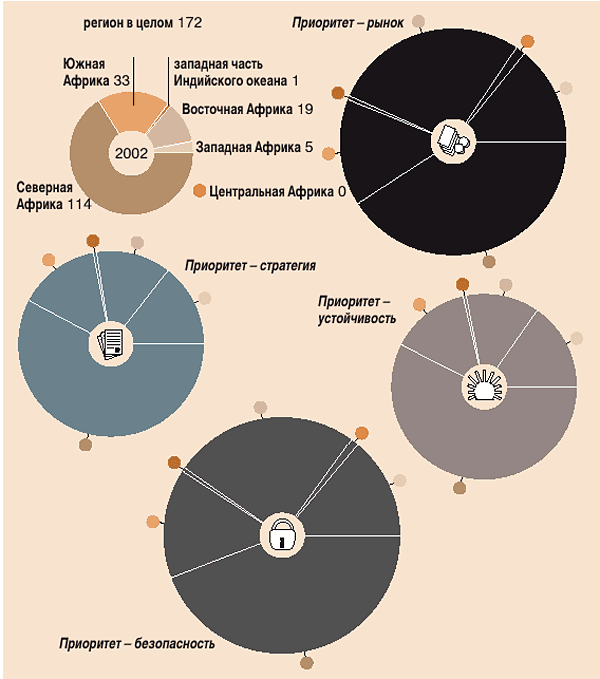 регион в целом 172
Приоритет – рынок
Южная
Африка 33
западная часть
Индийского океана 1
Восточная Африка 19
2002
Западная Африка 5
Северная
Африка 114
Центральная Африка 0
Приоритет – стратегия
Приоритет –
устойчивость
Приоритет – безопасность